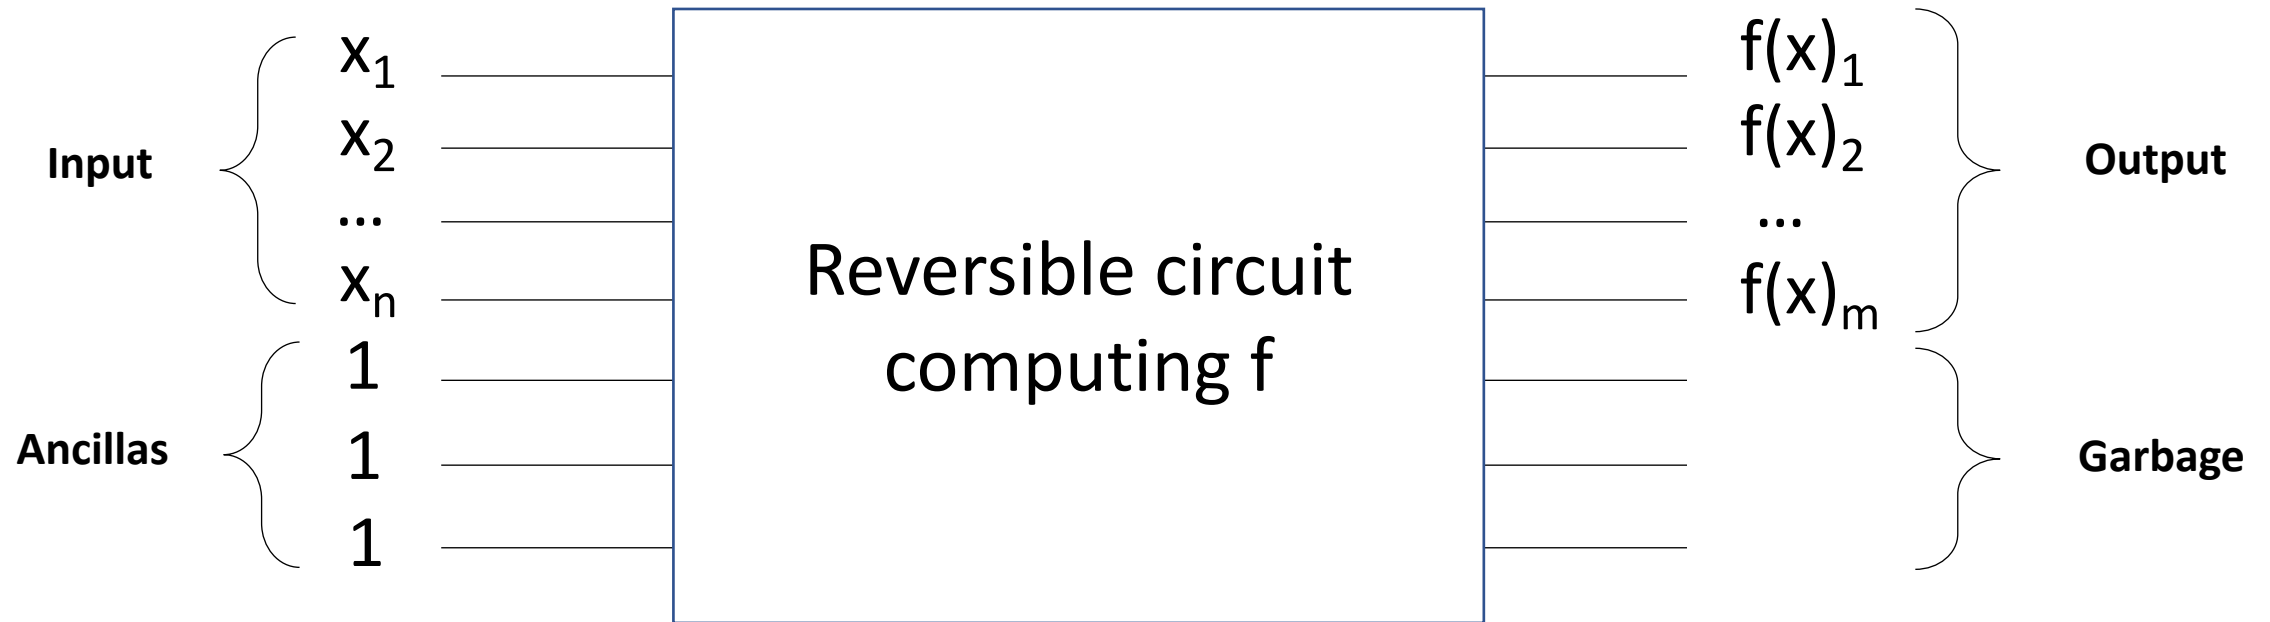 x₁ f(x)₁
x₂ f(x)₂
Input Output
... ...
xₙ f(x)ₘ
Reversible circuit
computing f
1
1
1
Ancillas Garbage